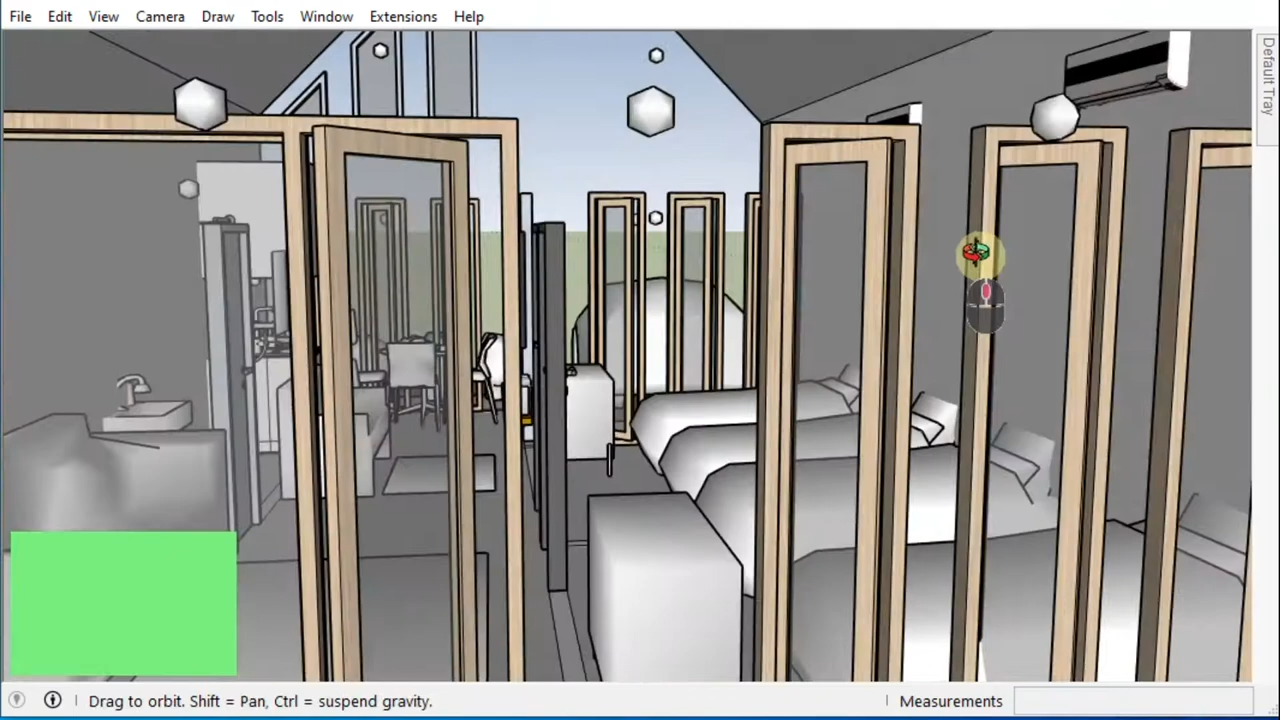 File Edit View Camera Draw Tools Window Extensions Help
Default Tray
Drag to orbit. Shift = Pan, Ctrl = suspend gravity.
Measurements